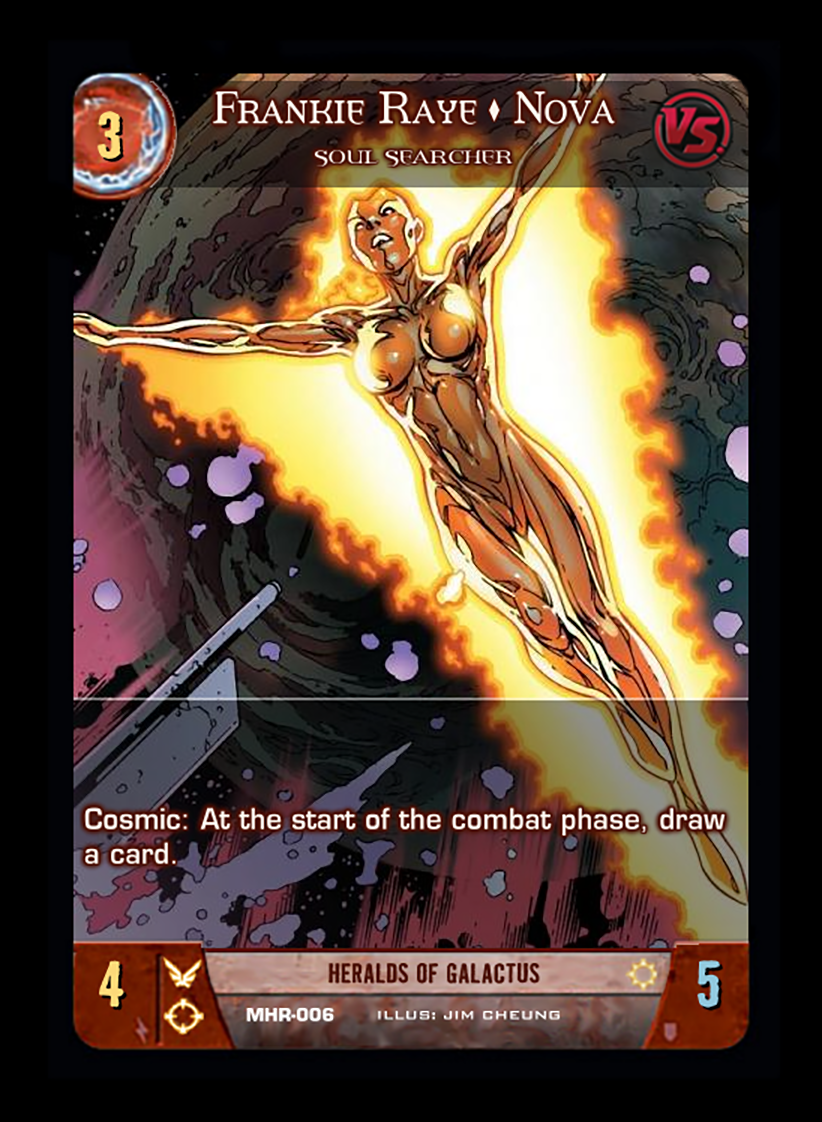 3
Frankie Raye ♦ Nova
VS.
Soul Searcher
Cosmic: At the start of the combat phase, draw
a card.
4
Heralds of Galactus
5
MHR-006 ILLUS: JIM CHEUNG